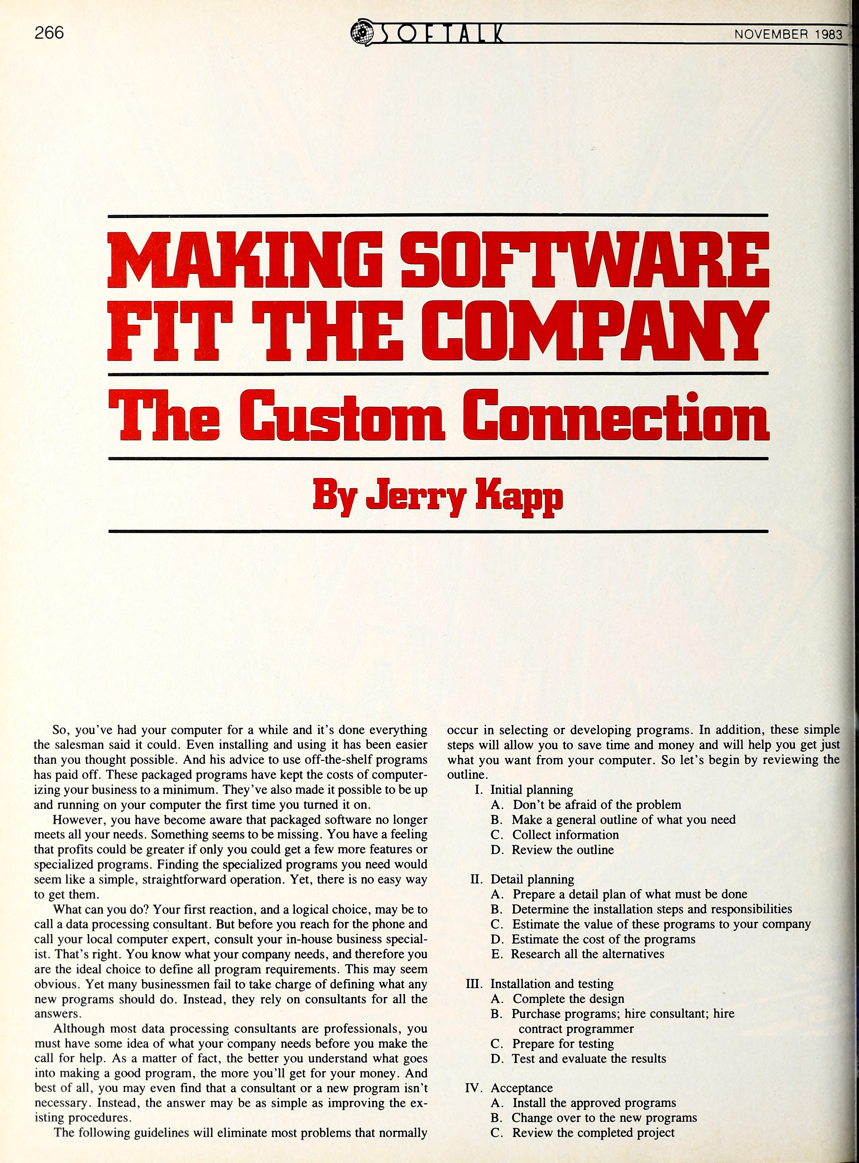 266
SOFTALK
NOVEMBER 1983
MAKING SOFTWARE
FIT THE COMPANY
The Custom Connection
By Jerry Kapp
So, you've had your computer for a while and it's done everything
the salesman said it could. Even installing and using it has been easier
than you thought possible. And his advice to use off-the-shelf programs
has paid off. These packaged programs have kept the costs of computer-
izing your business to a minimum. They've also made it possible to be up
and running on your computer the first time you turned it on.
However, you have become aware that packaged software no longer
meets all your needs. Something seems to be missing. You have a feeling
that profits could be greater if only you could get a few more features or
specialized programs. Finding the specialized programs you need would
seem like a simple, straightforward operation. Yet, there is no easy way
to get them.
What can you do? Your first reaction, and a logical choice, may be to
call a data processing consultant. But before you reach for the phone and
call your local computer expert, consult your in-house business special-
ist. That's right. You know what your company needs, and therefore you
are the ideal choice to define all program requirements. This may seem
obvious. Yet many businessmen fail to take charge of defining what any
new programs should do. Instead, they rely on consultants for all the
answers.
Although most data processing consultants are professionals, you
must have some idea of what your company needs before you make the
call for help. As a matter of fact, the better you understand what goes
into making a good program, the more you'll get for your money. And
best of all, you may even find that a consultant or a new program isn't
necessary. Instead, the answer may be as simple as improving the ex-
isting procedures.
The following guidelines will eliminate most problems that normally
occur in selecting or developing programs. In addition, these simple
steps will allow you to save time and money and will help you get just
what you want from your computer. So let's begin by reviewing the
outline.
I. Initial planning
A. Don't be afraid of the problem
B. Make a general outline of what you need
C. Collect information
D. Review the outline
II. Detail planning
A. Prepare a detail plan of what must be done
B. Determine the installation steps and responsibilities
C. Estimate the value of these programs to your company
D. Estimate the cost of the programs
E. Research all the alternatives
III. Installation and testing
A. Complete the design
B. Purchase programs; hire consultant; hire
contract programmer
C. Prepare for testing
D. Test and evaluate the results
IV. Acceptance
A. Install the approved programs
B. Change over to the new programs
C. Review the completed project